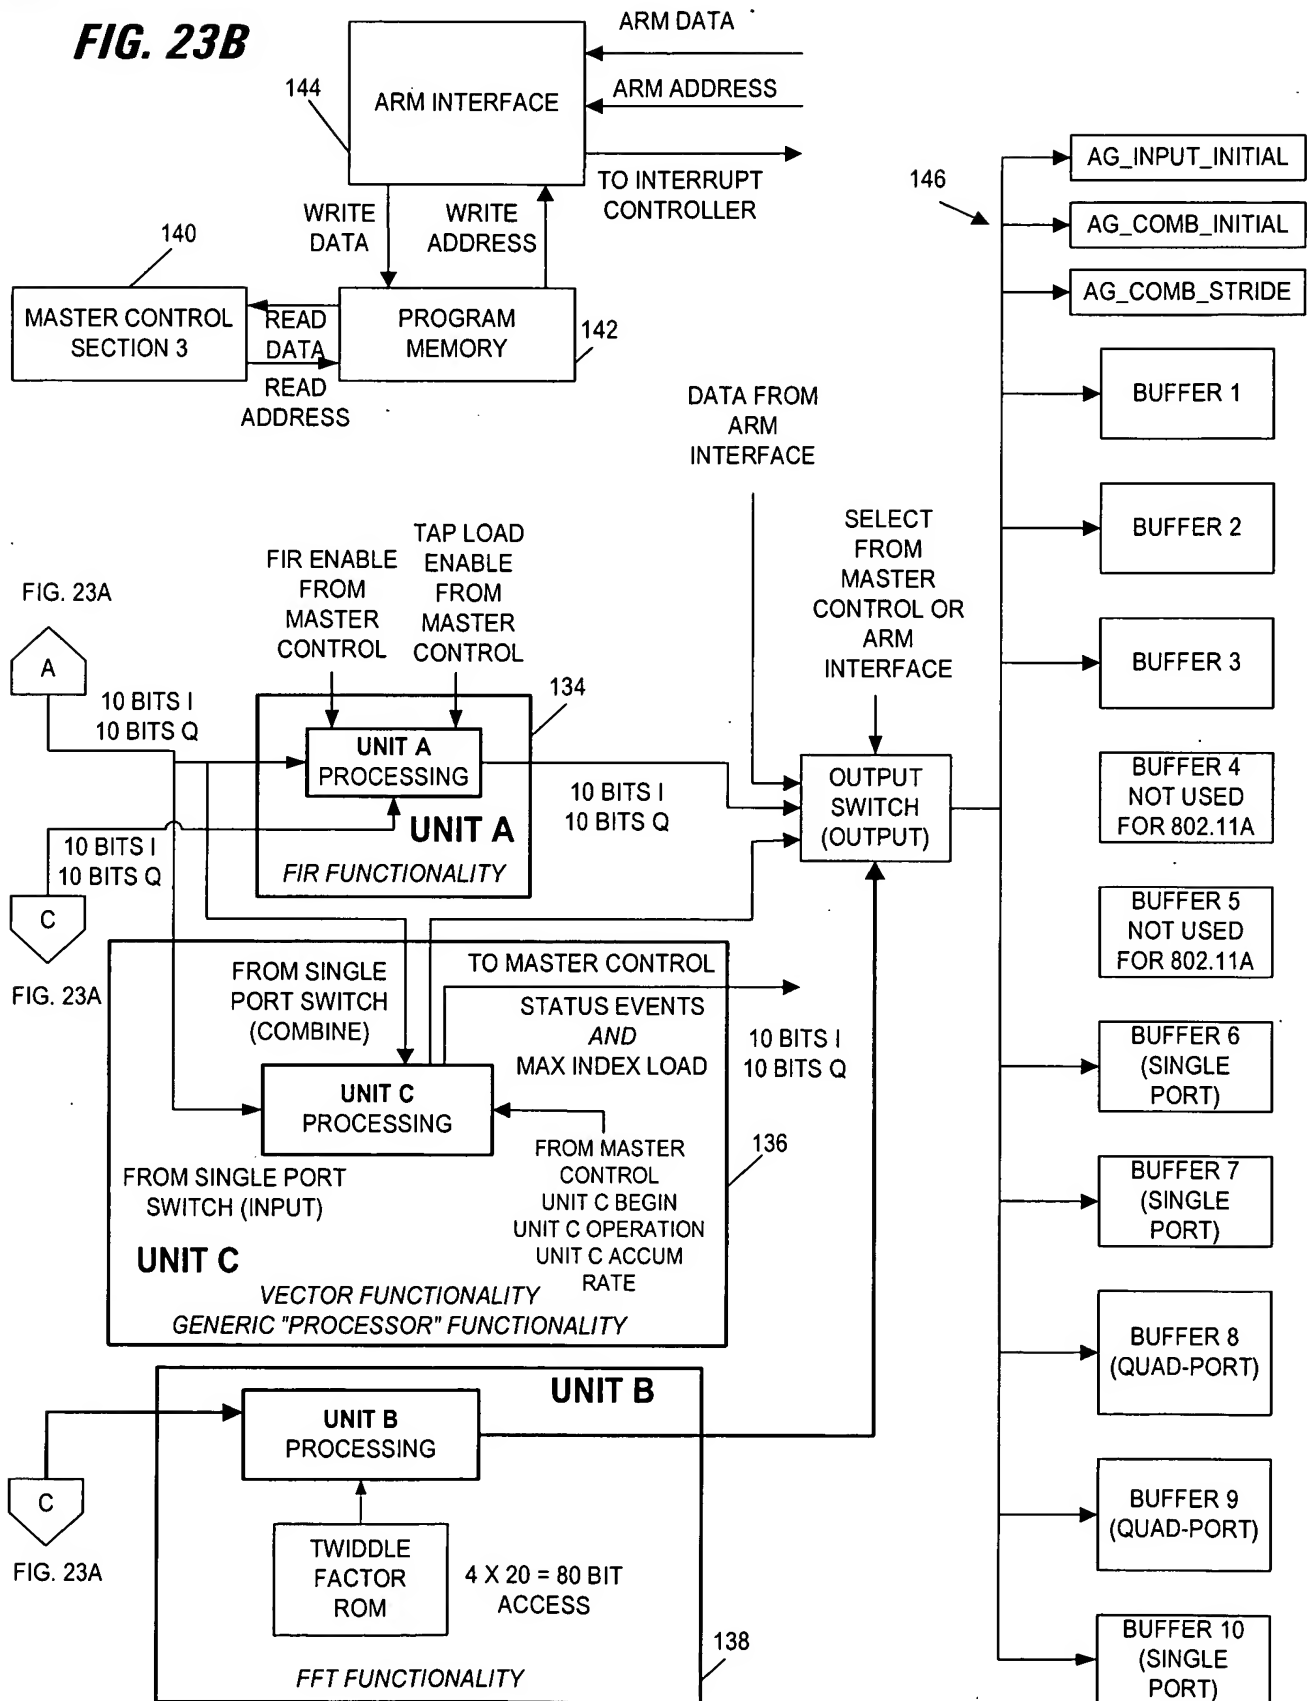 FIG. 23B
144
ARM INTERFACE
ARM DATA
ARM ADDRESS
TO INTERRUPT
CONTROLLER
WRITE
DATA
WRITE
ADDRESS
140
MASTER CONTROL
SECTION 3
READ
DATA
READ
ADDRESS
PROGRAM
MEMORY
142
146
AG_INPUT_INITIAL
AG_COMB_INITIAL
AG_COMB_STRIDE
BUFFER 1
BUFFER 2
BUFFER 3
BUFFER 4
NOT USED
FOR 802.11A
BUFFER 5
NOT USED
FOR 802.11A
BUFFER 6
(SINGLE
PORT)
BUFFER 7
(SINGLE
PORT)
BUFFER 8
(QUAD-PORT)
BUFFER 9
(QUAD-PORT)
BUFFER 10
(SINGLE
PORT)
DATA FROM
ARM
INTERFACE
SELECT
FROM
MASTER
CONTROL OR
ARM
INTERFACE
OUTPUT
SWITCH
(OUTPUT)
FIG. 23A
A
10 BITS I
10 BITS Q
FIR ENABLE
FROM
MASTER
CONTROL
TAP LOAD
ENABLE
FROM
MASTER
CONTROL
134
UNIT A
PROCESSING
UNIT A
FIR FUNCTIONALITY
10 BITS I
10 BITS Q
10 BITS I
10 BITS Q
C
FIG. 23A
FROM SINGLE
PORT SWITCH
(COMBINE)
TO MASTER CONTROL
STATUS EVENTS
AND
MAX INDEX LOAD
10 BITS I
10 BITS Q
UNIT C
PROCESSING
FROM SINGLE PORT
SWITCH (INPUT)
FROM MASTER
CONTROL
UNIT C BEGIN
UNIT C OPERATION
UNIT C ACCUM
RATE
136
UNIT C
VECTOR FUNCTIONALITY
GENERIC "PROCESSOR" FUNCTIONALITY
UNIT B
UNIT B
PROCESSING
C
FIG. 23A
TWIDDLE
FACTOR
ROM
4 X 20 = 80 BIT
ACCESS
138
FFT FUNCTIONALITY